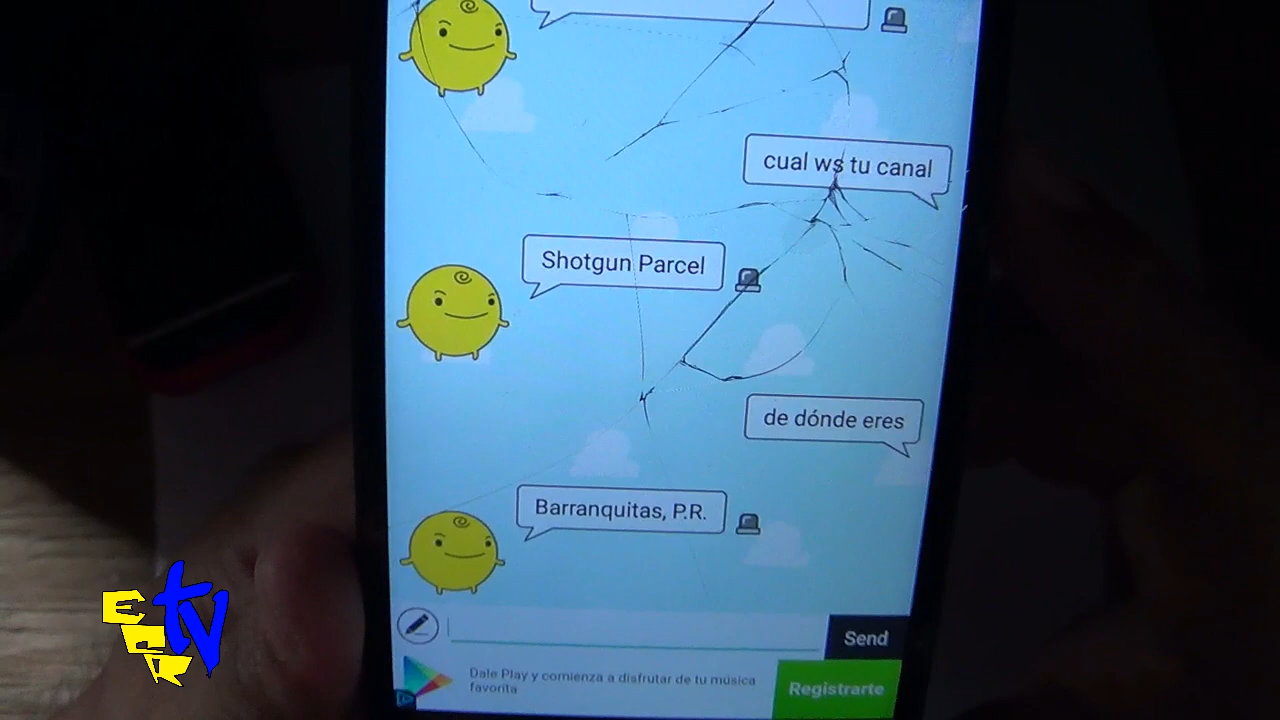 cual ws tu canal
Shotgun Parcel
de dónde eres
Barranquitas, P.R.
Send
Dale Play y comienza a disfrutar de tu música
favorita
Registrarte
tv